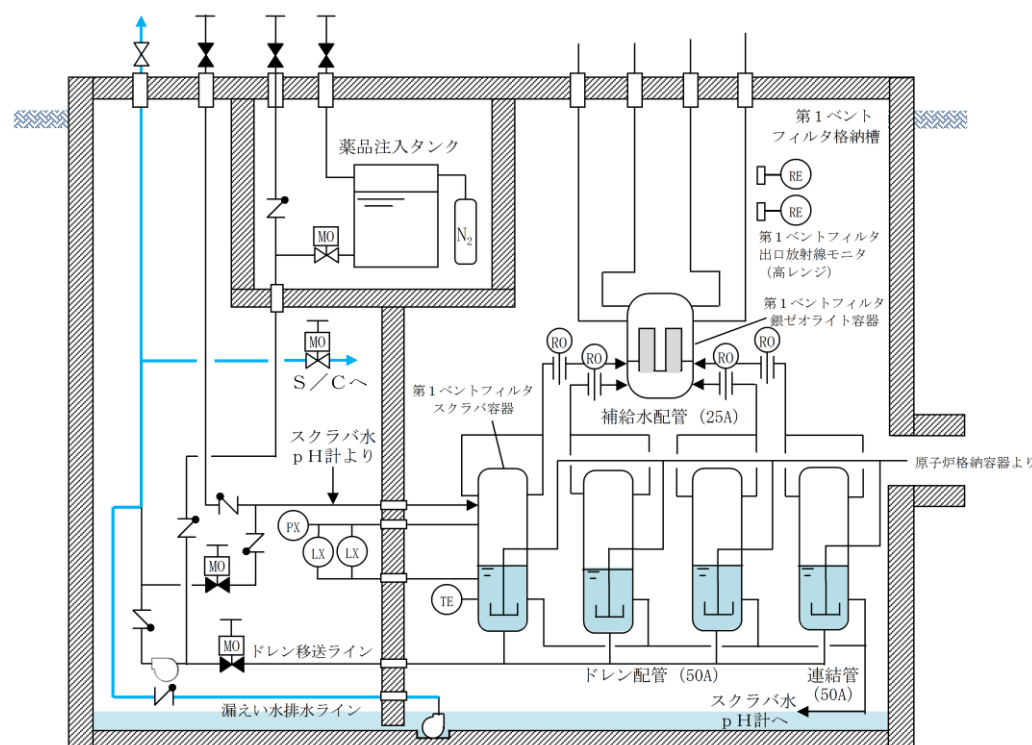 第１ベント
フィルタ格納槽
薬品注入タンク
RE
RE
MO
N₂
第１ベントフィルタ
出口放射線モニタ
（高レンジ）
第１ベントフィルタ
銀ゼオライト容器
MO
S／Cへ
RO
RO
RO
RO
第１ベントフィルタ
スクラバ容器
補給水配管 (25A)
スクラバ水
ｐH計より
原子炉格納容器より
PX
LX
LX
MO
TE
MO
ドレン移送ライン
ドレン配管 (50A)
連結管
(50A)
漏えい水排水ライン
スクラバ水
ｐH計へ